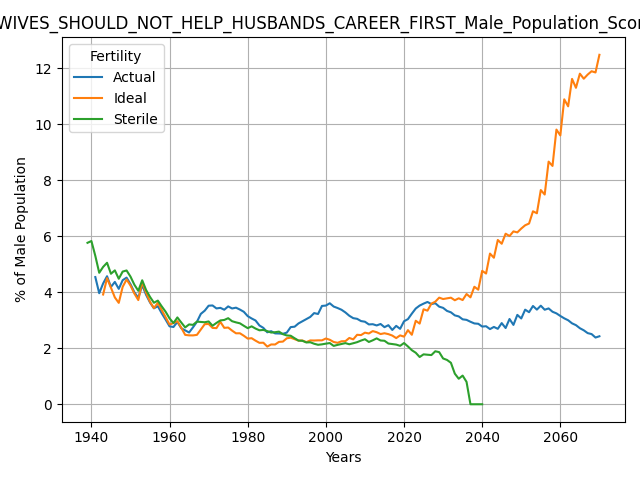 WIVES_SHOULD_NOT_HELP_HUSBANDS_CAREER_FIRST_Male_Population_Scor
Fertility
Actual
Ideal
Sterile
% of Male Population
12
10
8
6
4
2
0
1940 1960 1980 2000 2020 2040 2060
Years